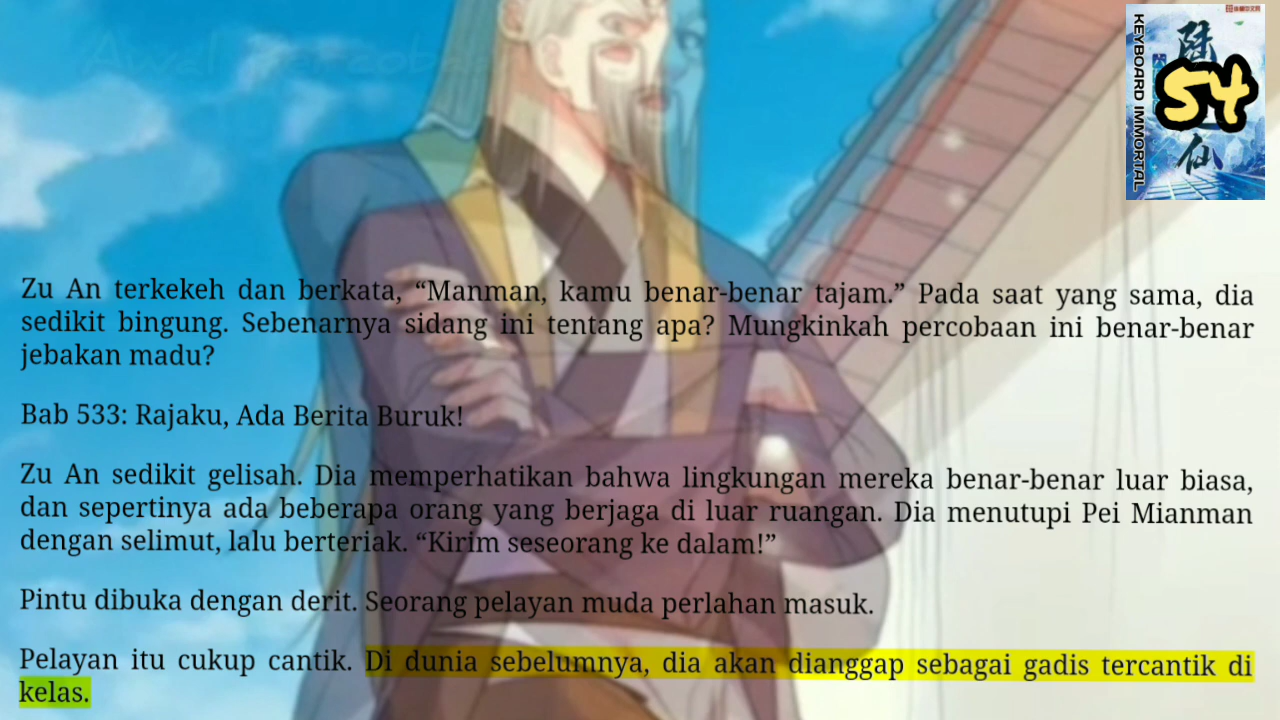 Awal
KEYBOARD IMMORTAL
陆
仙
54
Zu An terkekeh dan berkata, “Manman, kamu benar-benar tajam.” Pada saat yang sama, dia
sedikit bingung. Sebenarnya sidang ini tentang apa? Mungkinkah percobaan ini benar-benar
jebakan madu?
Bab 533: Rajaku, Ada Berita Buruk!
Zu An sedikit gelisah. Dia memperhatikan bahwa lingkungan mereka benar-benar luar biasa,
dan sepertinya ada beberapa orang yang berjaga di luar ruangan. Dia menutupi Pei Mianman
dengan selimut, lalu berteriak. “Kirim seseorang ke dalam!”
Pintu dibuka dengan derit. Seorang pelayan muda perlahan masuk.
Pelayan itu cukup cantik. Di dunia sebelumnya, dia akan dianggap sebagai gadis tercantik di
kelas.